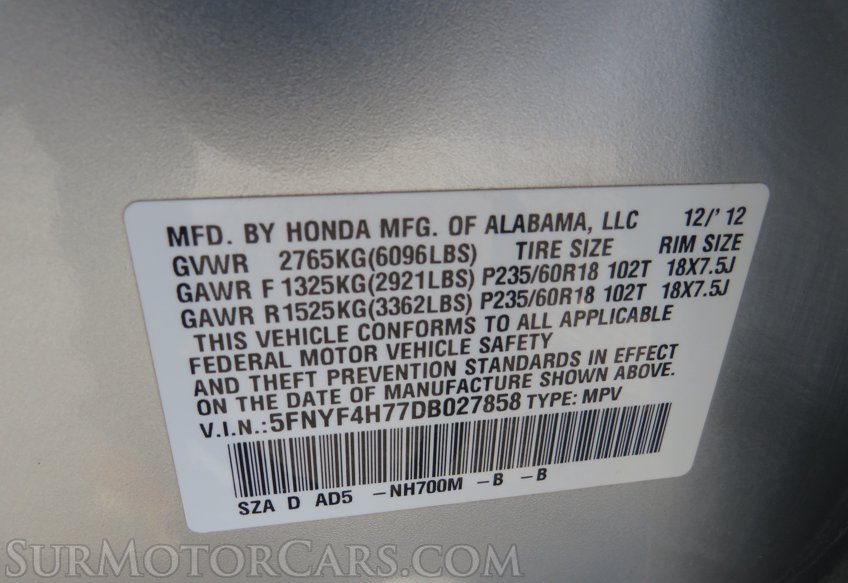 MFD. BY HONDA MFG. OF ALABAMA, LLC 12/'12
GVWR 2765KG(6096LBS) TIRE SIZE RIM SIZE
GAWR F 1325KG(2921LBS) P235/60R18 102T 18X7.5J
GAWR R 1525KG(3362LBS) P235/60R18 102T 18X7.5J
THIS VEHICLE CONFORMS TO ALL APPLICABLE
FEDERAL MOTOR VEHICLE SAFETY
AND THEFT PREVENTION STANDARDS IN EFFECT
ON THE DATE OF MANUFACTURE SHOWN ABOVE.
V.I.N.:5FNYF4H77DB027858 TYPE: MPV
SZA D AD5 -NH700M -B -B
SURMOTORCARS.COM